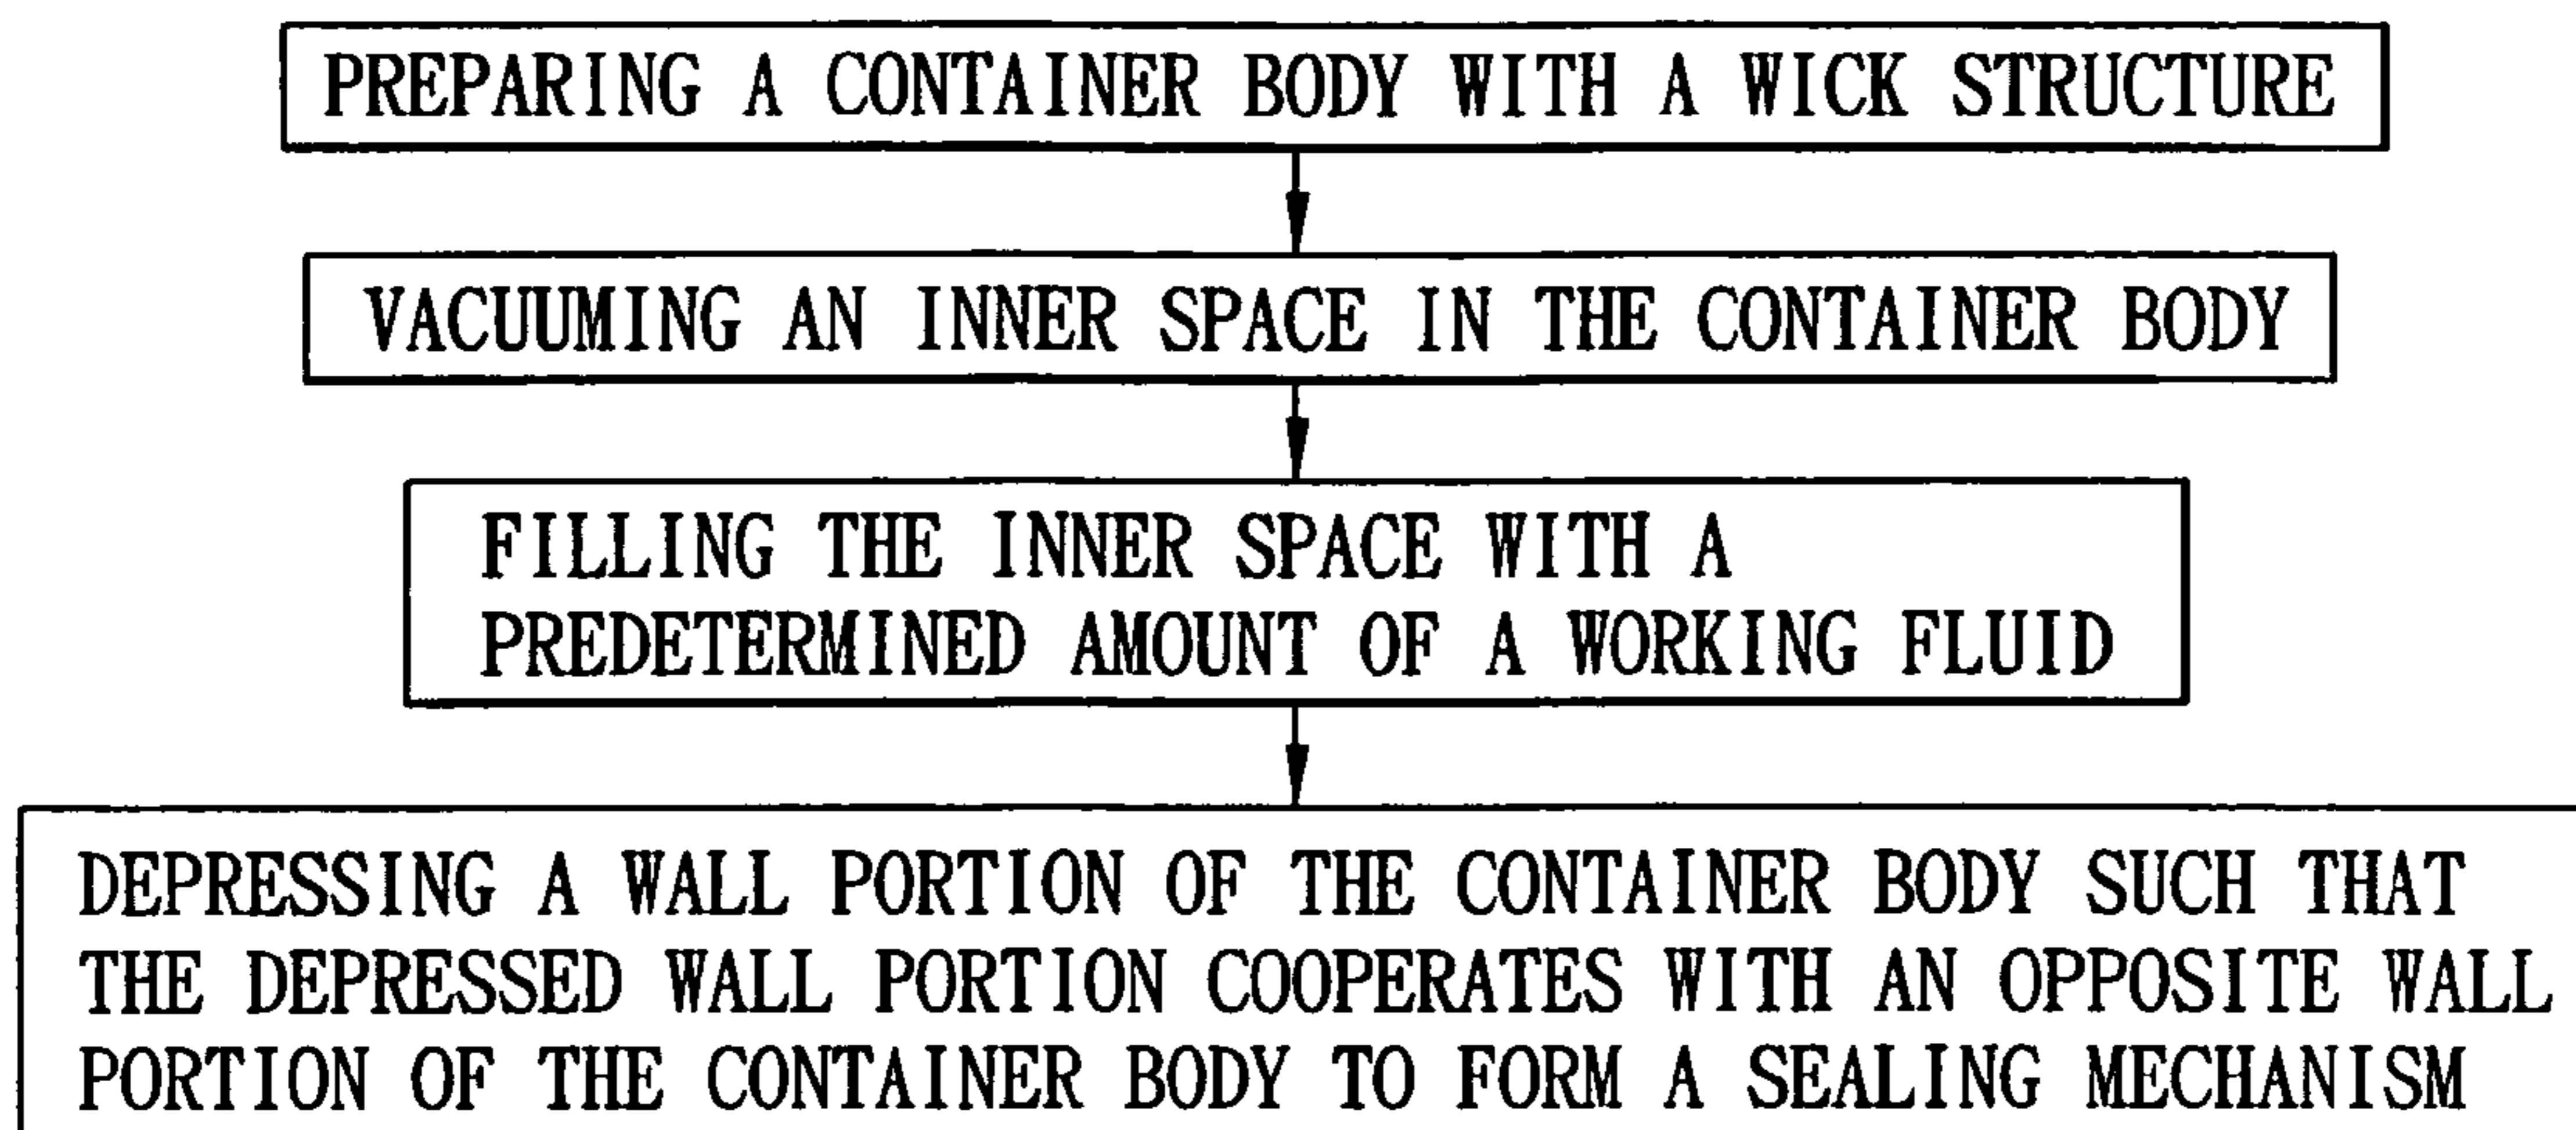 PREPARING A CONTAINER BODY WITH A WICK STRUCTURE
VACUUMING AN INNER SPACE IN THE CONTAINER BODY
FILLING THE INNER SPACE WITH A
PREDETERMINED AMOUNT OF A WORKING FLUID
DEPRESSING A WALL PORTION OF THE CONTAINER BODY SUCH THAT
THE DEPRESSED WALL PORTION COOPERATES WITH AN OPPOSITE WALL
PORTION OF THE CONTAINER BODY TO FORM A SEALING MECHANISM